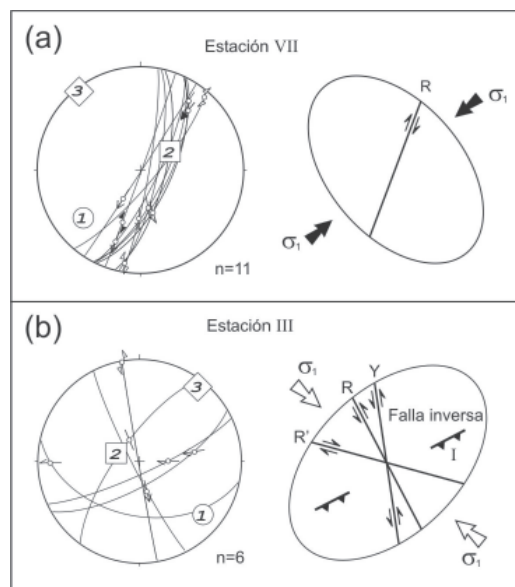 (a)
Estación VII
3
2
1
n=11
R
σ1
σ1
(b)
Estación III
3
2
1
n=6
σ1
R
Y
R'
Falla inversa
I
σ1